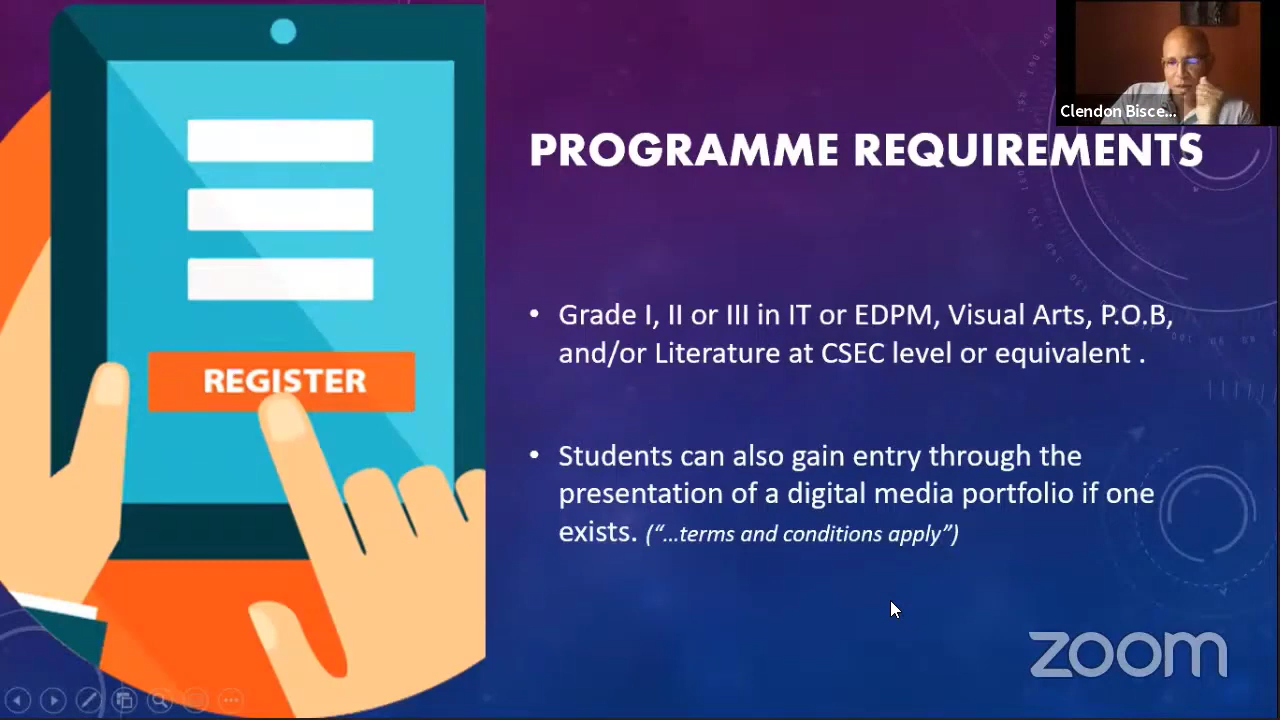 Clendon Bisce...
PROGRAMME REQUIREMENTS
• Grade I, II or III in IT or EDPM, Visual Arts, P.O.B,
and/or Literature at CSEC level or equivalent .
REGISTER
• Students can also gain entry through the
presentation of a digital media portfolio if one
exists. (“...terms and conditions apply”)
zoom